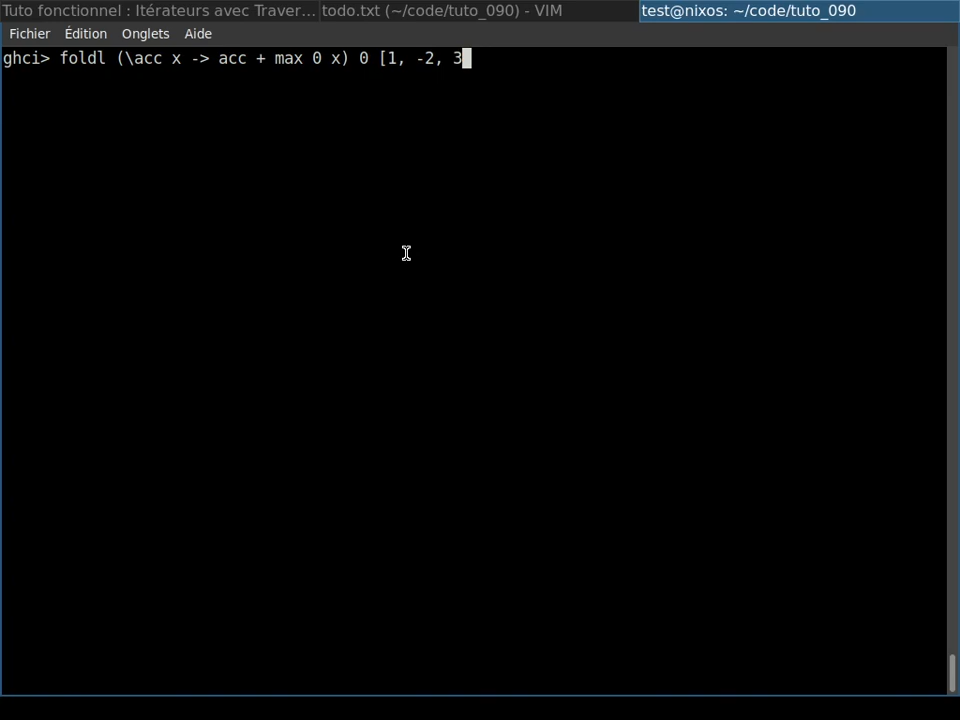 Tuto fonctionnel : Itérateurs avec Traver... todo.txt (~/code/tuto_090) - VIM test@nixos: ~/code/tuto_090
Fichier Édition Onglets Aide
ghci> foldl (\acc x -> acc + max 0 x) 0 [1, -2, 3